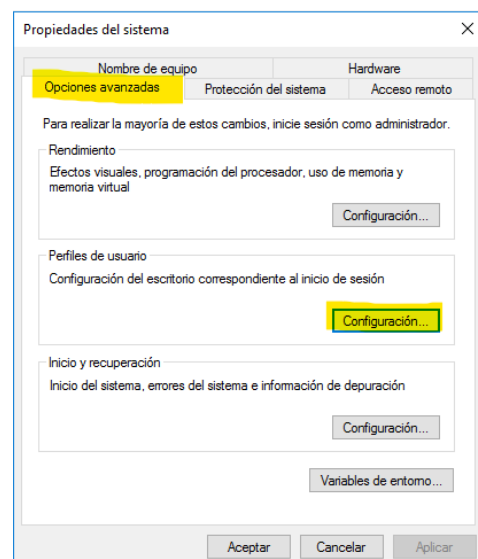 Propiedades del sistema
Nombre de equipo
Hardware
Opciones avanzadas
Protección del sistema
Acceso remoto
Para realizar la mayoría de estos cambios, inicie sesión como administrador.
Rendimiento
Efectos visuales, programación del procesador, uso de memoria y
memoria virtual
Configuración...
Perfiles de usuario
Configuración del escritorio correspondiente al inicio de sesión
Configuración...
Inicio y recuperación
Inicio del sistema, errores del sistema e información de depuración
Configuración...
Variables de entorno...
Aceptar
Cancelar
Aplicar